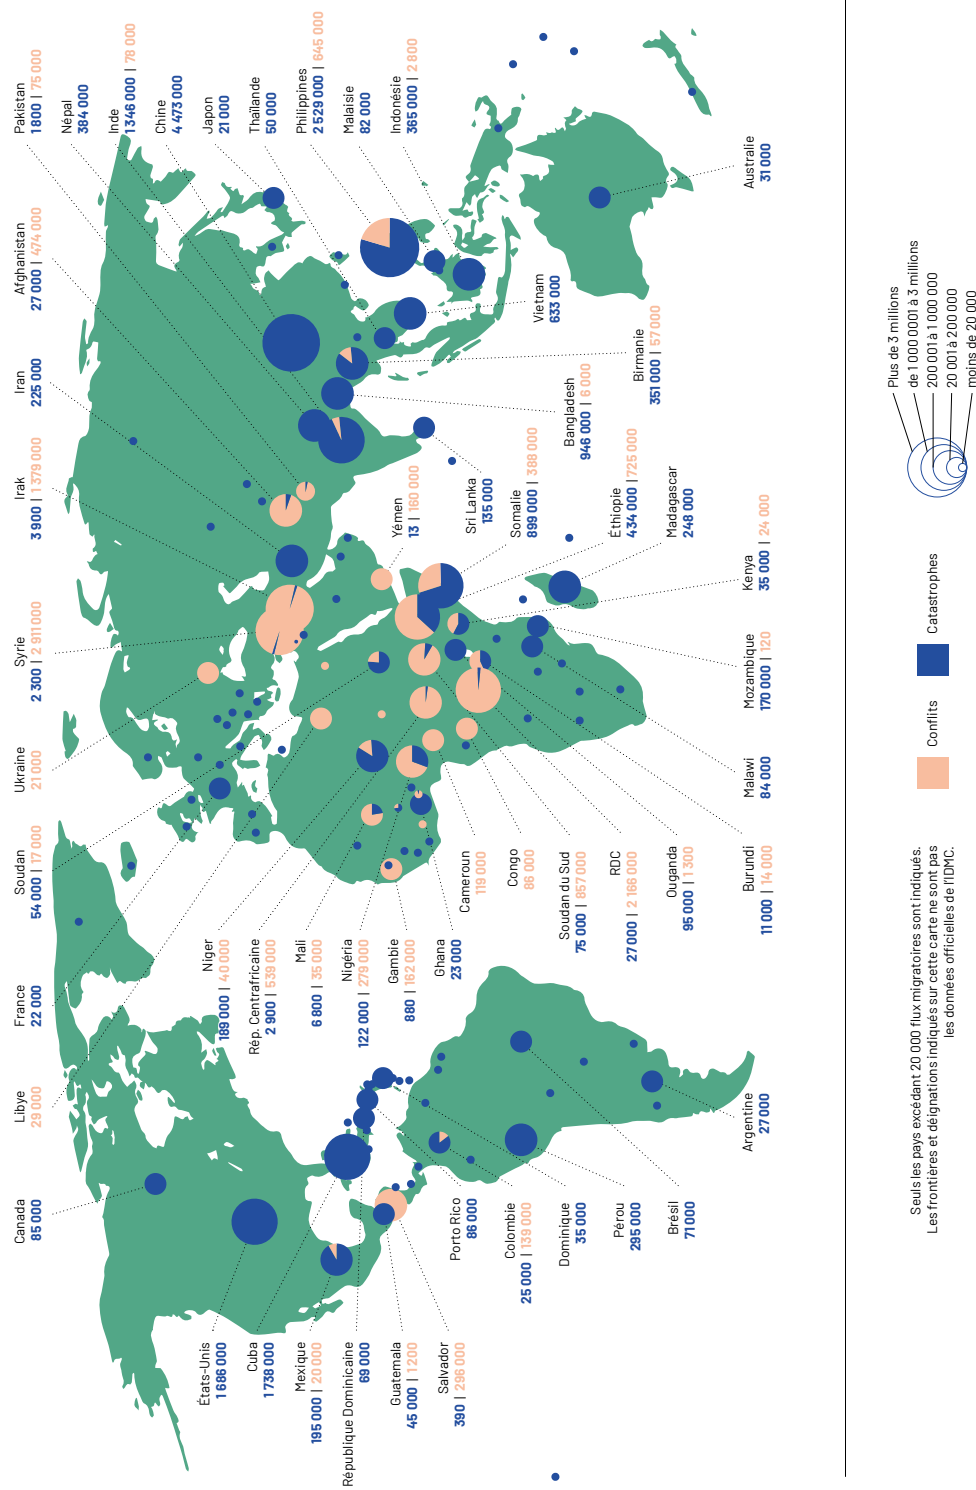 Canada
85 000
Libye
29 000
France
22 000
Soudan
54 000 | 17 000
Ukraine
21 000
Syrie
2 300 | 2 911 000
Irak
3 900 | 1 379 000
Iran
225 000
Afghanistan
27 000 | 474 000
Pakistan
1 800 | 75 000
Népal
384 000
Inde
1 346 000 | 78 000
Chine
4 473 000
Japon
21 000
Thaïlande
50 000
Philippines
2 529 000 | 645 000
Malaisie
82 000
Indonésie
365 000 | 2 800
États-Unis
1 686 000
Cuba
1 738 000
Mexique
195 000 | 20 000
République Dominicaine
69 000
Guatemala
45 000 | 1 200
Salvador
390 | 296 000
Porto Rico
86 000
Colombie
25 000 | 139 000
Dominique
35 000
Pérou
295 000
Brésil
71 000
Argentine
27 000
Niger
189 000 | 40 000
Rép. Centrafricaine
2 900 | 539 000
Mali
6 800 | 35 000
Nigéria
122 000 | 279 000
Gambie
880 | 162 000
Ghana
23 000
Cameroun
119 000
Congo
86 000
Soudan du Sud
75 000 | 857 000
RDC
27 000 | 2 166 000
Ouganda
95 000 | 1 300
Burundi
11 000 | 14 000
Malawi
84 000
Mozambique
170 000 | 120
Kenya
35 000 | 24 000
Yémen
13 | 160 000
Sri Lanka
135 000
Somalie
899 000 | 388 000
Éthiopie
434 000 | 725 000
Madagascar
248 000
Bangladesh
946 000 | 6 000
Birmanie
351 000 | 57 000
Vietnam
633 000
Australie
31 000
Seuls les pays excédant 20 000 flux migratoires sont indiqués.
Les frontières et désignations indiqués sur cette carte ne sont pas
les données officielles de l'IDMC.
Conflits
Catastrophes
Plus de 3 millions
de 1 000 00001 à 3 millions
200 001 à 1 000 000
20 001 à 200 000
moins de 20 000